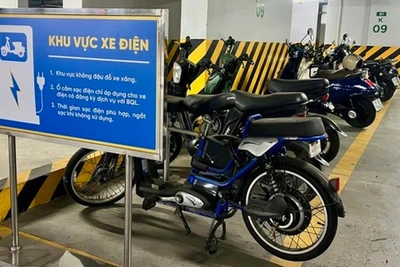 KHU VỰC XE ĐIỆN
1. Khu vực không đậu đỗ xe xăng.
2. Ổ cắm sạc điện chỉ áp dụng cho xe
điện có đăng ký dịch vụ với BQL.
3. Thời gian sạc điện phù hợp, ngắt
sạc khi không sử dụng.
K
09